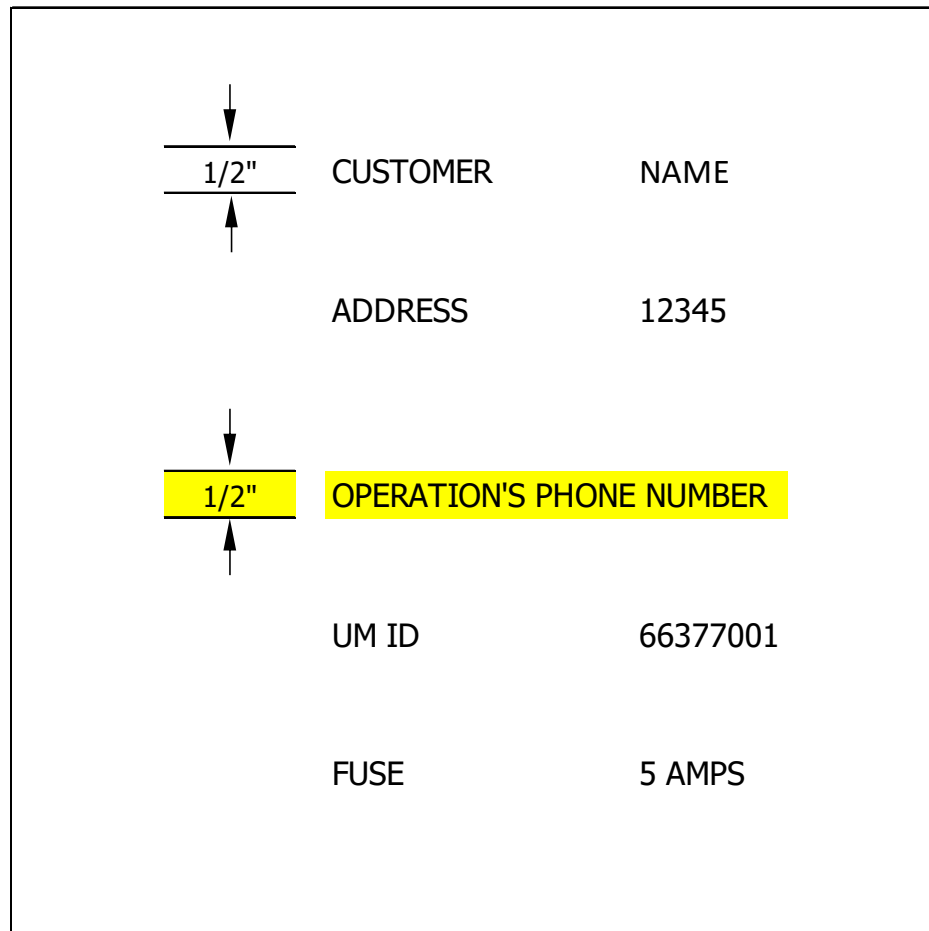 1/2" CUSTOMER NAME
ADDRESS 12345
1/2" OPERATION'S PHONE NUMBER
UM ID 66377001
FUSE 5 AMPS